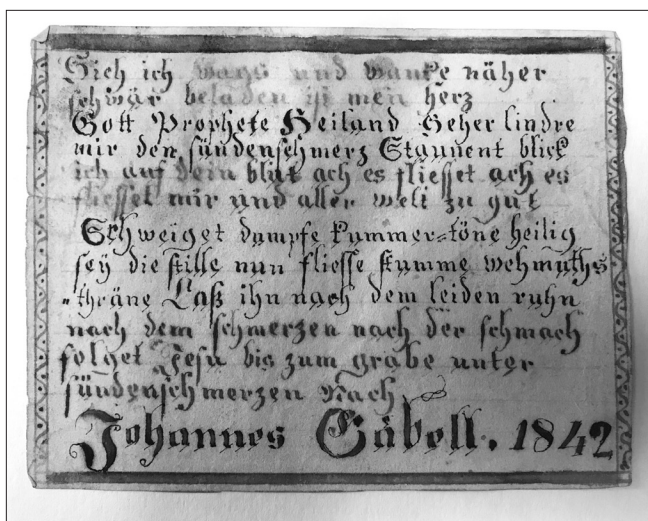 Sieh ich wags und wanke näher
schwär beladen is men herz
Gott Prophete Heiland Seher lindre
mir den sündenschmerz Staunent blick
ich auf dein blut ach es fliesset ach es
fliesset mir und aller welt zu gut
Schweiget dumpfe kummer=töne heilig
sey die stille nun fliesse stumme wehmuths
"thräne Laß ihn nach dem leiden ruhn
nach dem schmerzen nach der schmach
folget Jesu bis zum grabe unter
sündenschmerzen Nach
Johannes Gäbell. 1842